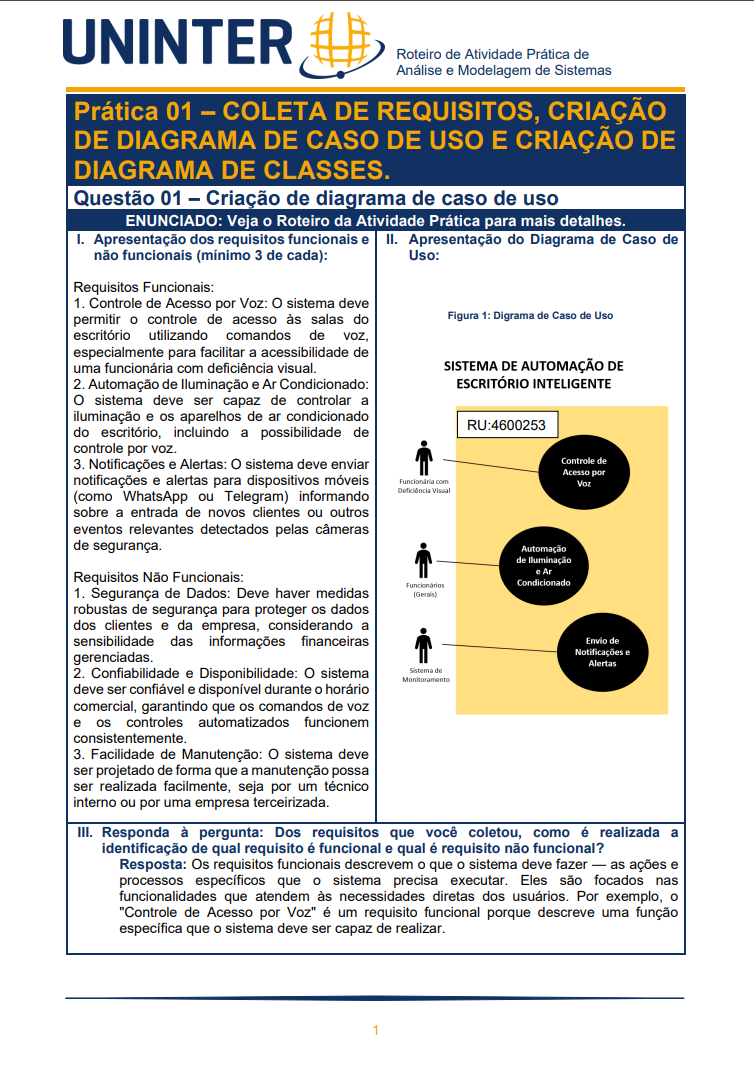 UNINTER
Roteiro de Atividade Prática de
Análise e Modelagem de Sistemas
Prática 01 – COLETA DE REQUISITOS, CRIAÇÃO
DE DIAGRAMA DE CASO DE USO E CRIAÇÃO DE
DIAGRAMA DE CLASSES.
Questão 01 – Criação de diagrama de caso de uso
ENUNCIADO: Veja o Roteiro da Atividade Prática para mais detalhes.
I. Apresentação dos requisitos funcionais e
não funcionais (mínimo 3 de cada):
Requisitos Funcionais:
1. Controle de Acesso por Voz: O sistema deve
permitir o controle de acesso às salas do
escritório utilizando comandos de voz,
especialmente para facilitar a acessibilidade de
uma funcionária com deficiência visual.
2. Automação de Iluminação e Ar Condicionado:
O sistema deve ser capaz de controlar a
iluminação e os aparelhos de ar condicionado
do escritório, incluindo a possibilidade de
controle por voz.
3. Notificações e Alertas: O sistema deve enviar
notificações e alertas para dispositivos móveis
(como WhatsApp ou Telegram) informando
sobre a entrada de novos clientes ou outros
eventos relevantes detectados pelas câmeras
de segurança.
Requisitos Não Funcionais:
1. Segurança de Dados: Deve haver medidas
robustas de segurança para proteger os dados
dos clientes e da empresa, considerando a
sensibilidade das informações financeiras
gerenciadas.
2. Confiabilidade e Disponibilidade: O sistema
deve ser confiável e disponível durante o horário
comercial, garantindo que os comandos de voz
e os controles automatizados funcionem
consistentemente.
3. Facilidade de Manutenção: O sistema deve
ser projetado de forma que a manutenção possa
ser realizada facilmente, seja por um técnico
interno ou por uma empresa terceirizada.
II. Apresentação do Diagrama de Caso de
Uso:
Figura 1: Digrama de Caso de Uso
SISTEMA DE AUTOMAÇÃO DE
ESCRITÓRIO INTELIGENTE
RU:4600253
Controle de
Acesso por
Voz
Funcionária com
Deficiência Visual
Automação
de Iluminação
e Ar
Condicionado
Funcionários
(Gerais)
Envio de
Notificações e
Alertas
Sistema de
Monitoramento
III. Responda à pergunta: Dos requisitos que você coletou, como é realizada a
identificação de qual requisito é funcional e qual é requisito não funcional?
Resposta: Os requisitos funcionais descrevem o que o sistema deve fazer — as ações e
processos específicos que o sistema precisa executar. Eles são focados nas
funcionalidades que atendem às necessidades diretas dos usuários. Por exemplo, o
"Controle de Acesso por Voz" é um requisito funcional porque descreve uma função
específica que o sistema deve ser capaz de realizar.
1